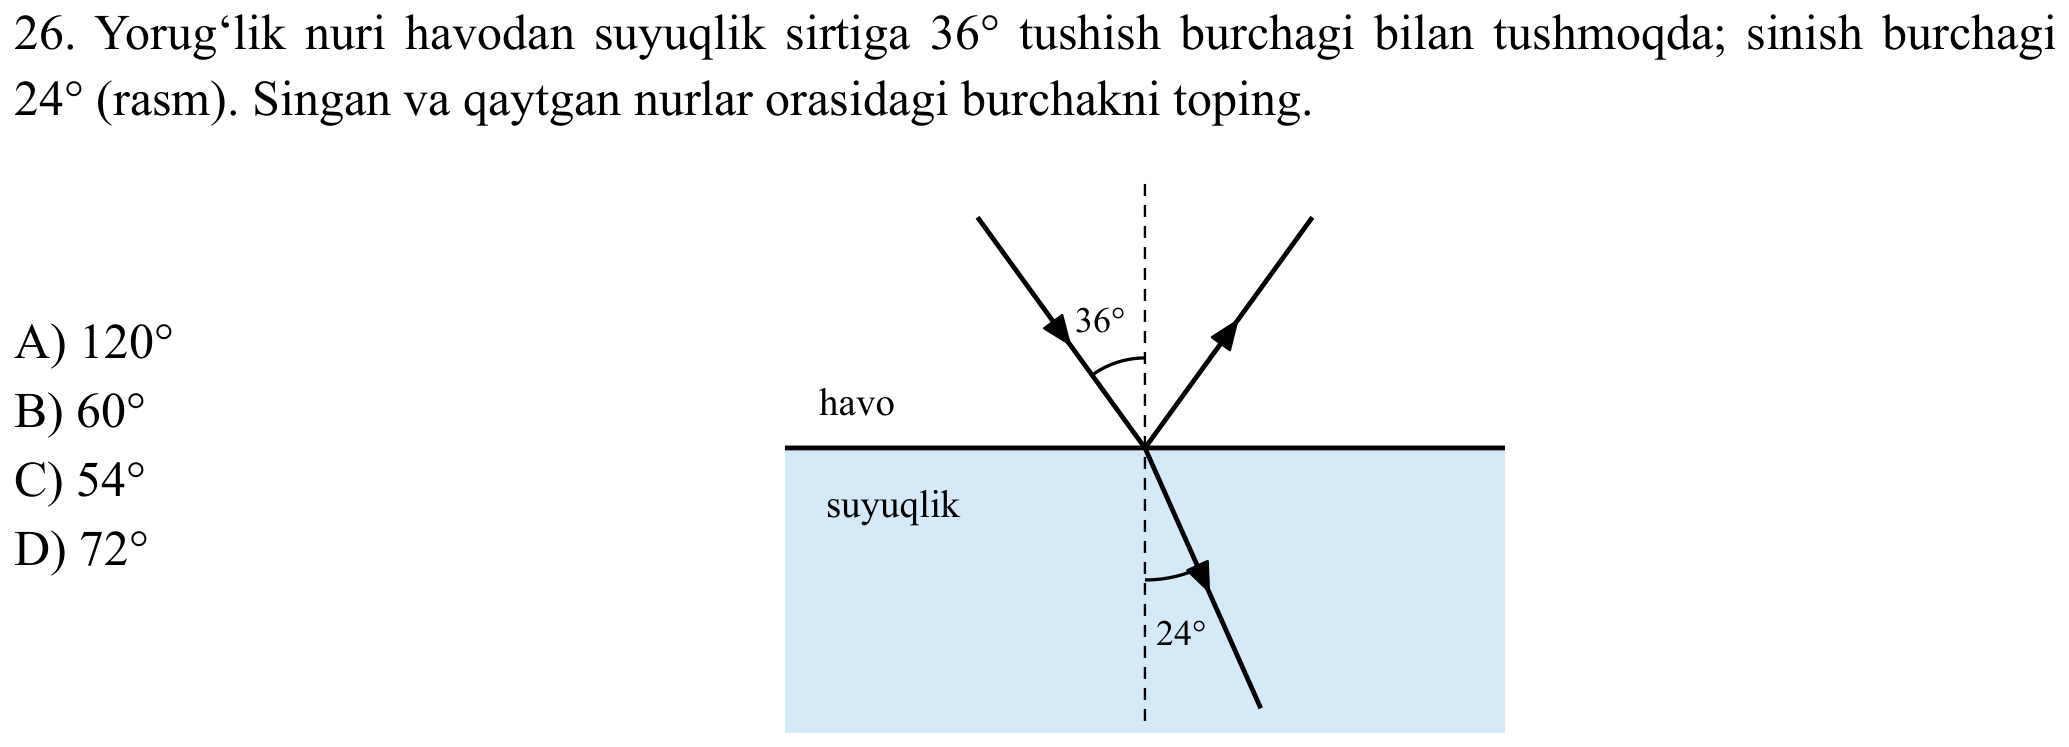 26. Yorug‘lik nuri havodan suyuqlik sirtiga 36° tushish burchagi bilan tushmoqda; sinish burchagi
24° (rasm). Singan va qaytgan nurlar orasidagi burchakni toping.
A) 120°
B) 60°
C) 54°
D) 72°
36°
havo
suyuqlik
24°